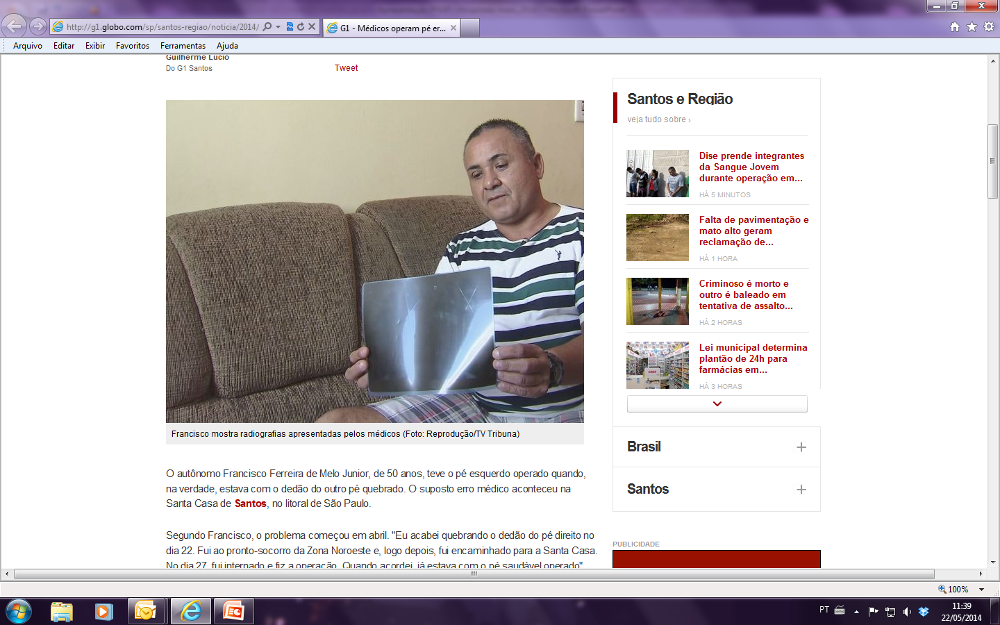 http://g1.globo.com/sp/santos-regiao/noticia/2014/
G1 - Médicos operam pé er...
Arquivo Editar Exibir Favoritos Ferramentas Ajuda
Guilherme Lucio
Do G1 Santos
Tweet
Francisco mostra radiografias apresentadas pelos médicos (Foto: Reprodução/TV Tribuna)
O autônomo Francisco Ferreira de Melo Junior, de 50 anos, teve o pé esquerdo operado quando,
na verdade, estava com o dedão do outro pé quebrado. O suposto erro médico aconteceu na
Santa Casa de Santos, no litoral de São Paulo.
Segundo Francisco, o problema começou em abril. "Eu acabei quebrando o dedão do pé direito no
dia 22. Fui ao pronto-socorro da Zona Noroeste e, logo depois, fui encaminhado para a Santa Casa.
No dia 27, fui internado e fiz a operação. Quando acordei, já estava com o pé saudável operado"
Santos e Região
veja tudo sobre ›
Dise prende integrantes
da Sangue Jovem
durante operação em...
HÁ 5 MINUTOS
Falta de pavimentação e
mato alto geram
reclamação de...
HÁ 1 HORA
Criminoso é morto e
outro é baleado em
tentativa de assalto...
HÁ 2 HORAS
Lei municipal determina
plantão de 24h para
farmácias em...
HÁ 3 HORAS
Brasil
Santos
PUBLICIDADE
100%
PT
11:39
22/05/2014